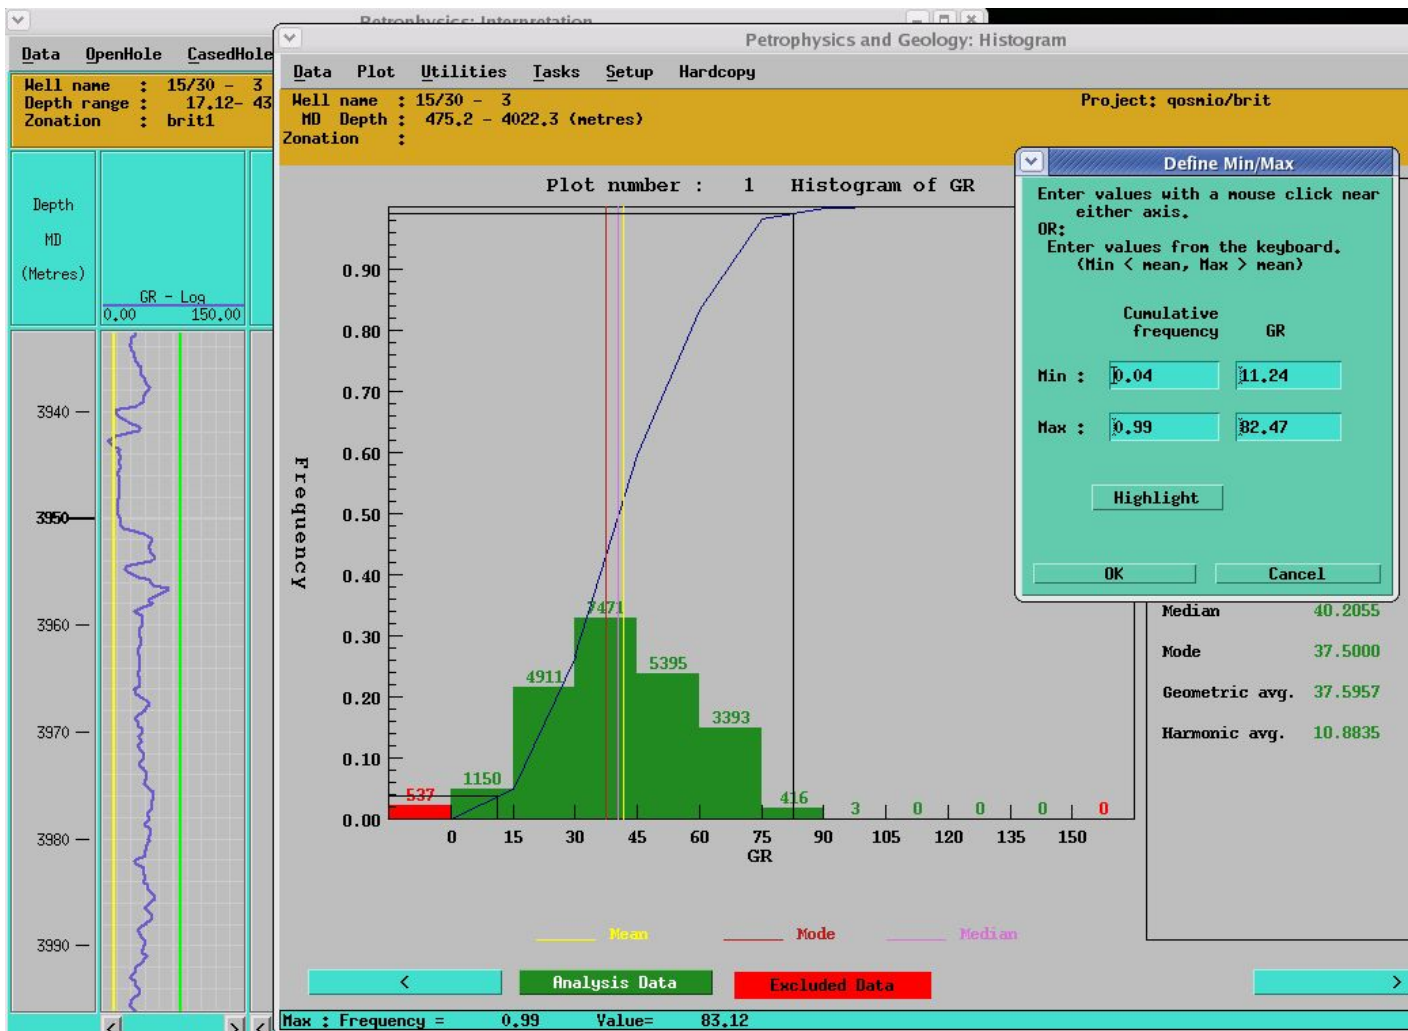 Petrophysics: Interpretation
Data OpenHole CasedHole
Well name : 15/30 - 3
Depth range : 17.12- 43
Zonation : brit1
Depth
MD
(Metres)
GR - Log
0.00 150.00
3940
3950
3960
3970
3980
3990
Petrophysics and Geology: Histogram
Data Plot Utilities Tasks Setup Hardcopy
Well name : 15/30 - 3
Project: qosmio/brit
MD Depth : 475.2 - 4022.3 (metres)
Zonation :
Plot number : 1 Histogram of GR
Frequency
0.90
0.80
0.70
0.60
0.50
0.40
0.30
0.20
0.10
0.00
537 1150 4911 7471 5395 3393 416 3 0 0 0 0
0 15 30 45 60 75 90 105 120 135 150
GR
Mean Mode Median
< Analysis Data Excluded Data >
Max : Frequency = 0.99 Value= 83.12
Define Min/Max
Enter values with a mouse click near
either axis.
OR:
Enter values from the keyboard.
(Min < mean, Max > mean)
Cumulative
frequency GR
Min : 0.04 11.24
Max : 0.99 82.47
Highlight
OK Cancel
Median 40.2055
Mode 37.5000
Geometric avg. 37.5957
Harmonic avg. 10.8835